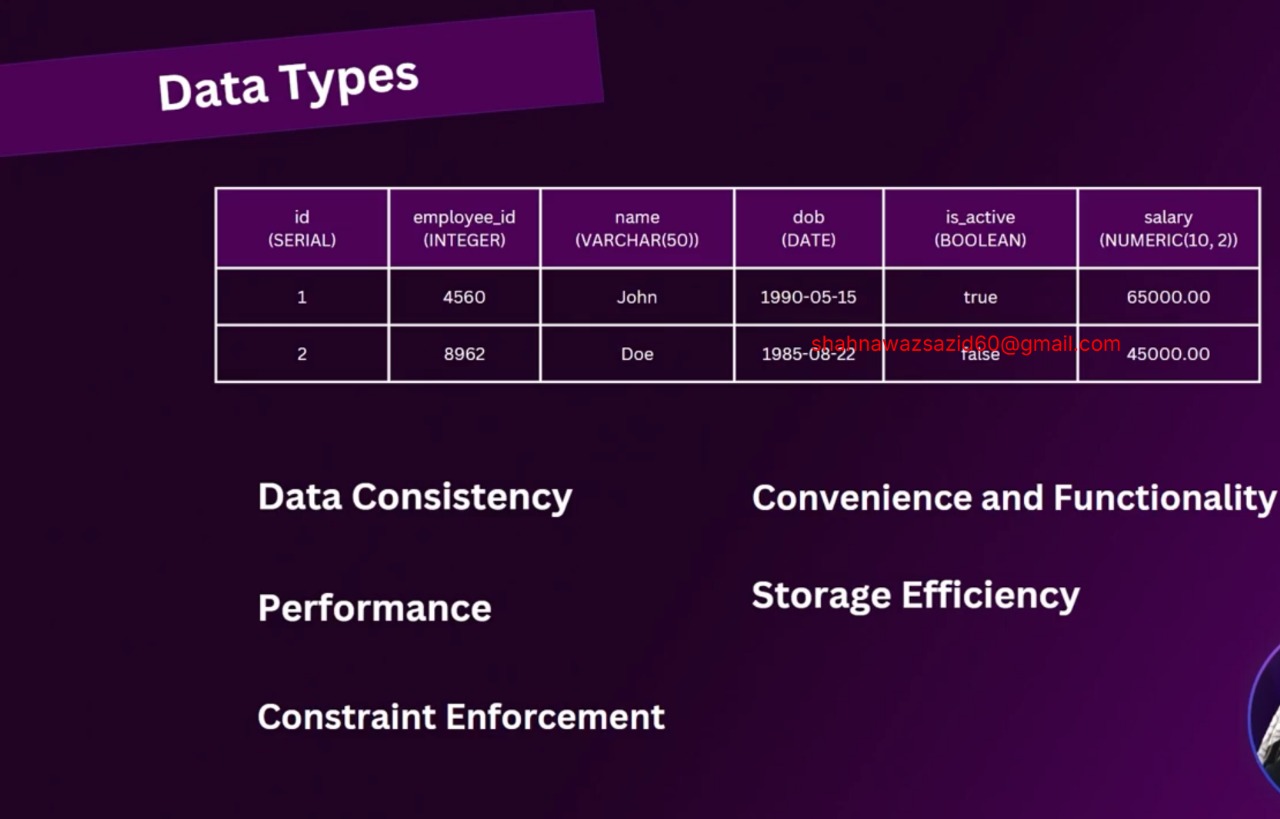 Data Types
id employee_id name dob is_active salary
(SERIAL) (INTEGER) (VARCHAR(50)) (DATE) (BOOLEAN) (NUMERIC(10, 2))
1 4560 John 1990-05-15 true 65000.00
shahnawazsazid60@gmail.com
2 8962 Doe 1985-08-22 false 45000.00
Data Consistency Convenience and Functionality
Performance Storage Efficiency
Constraint Enforcement